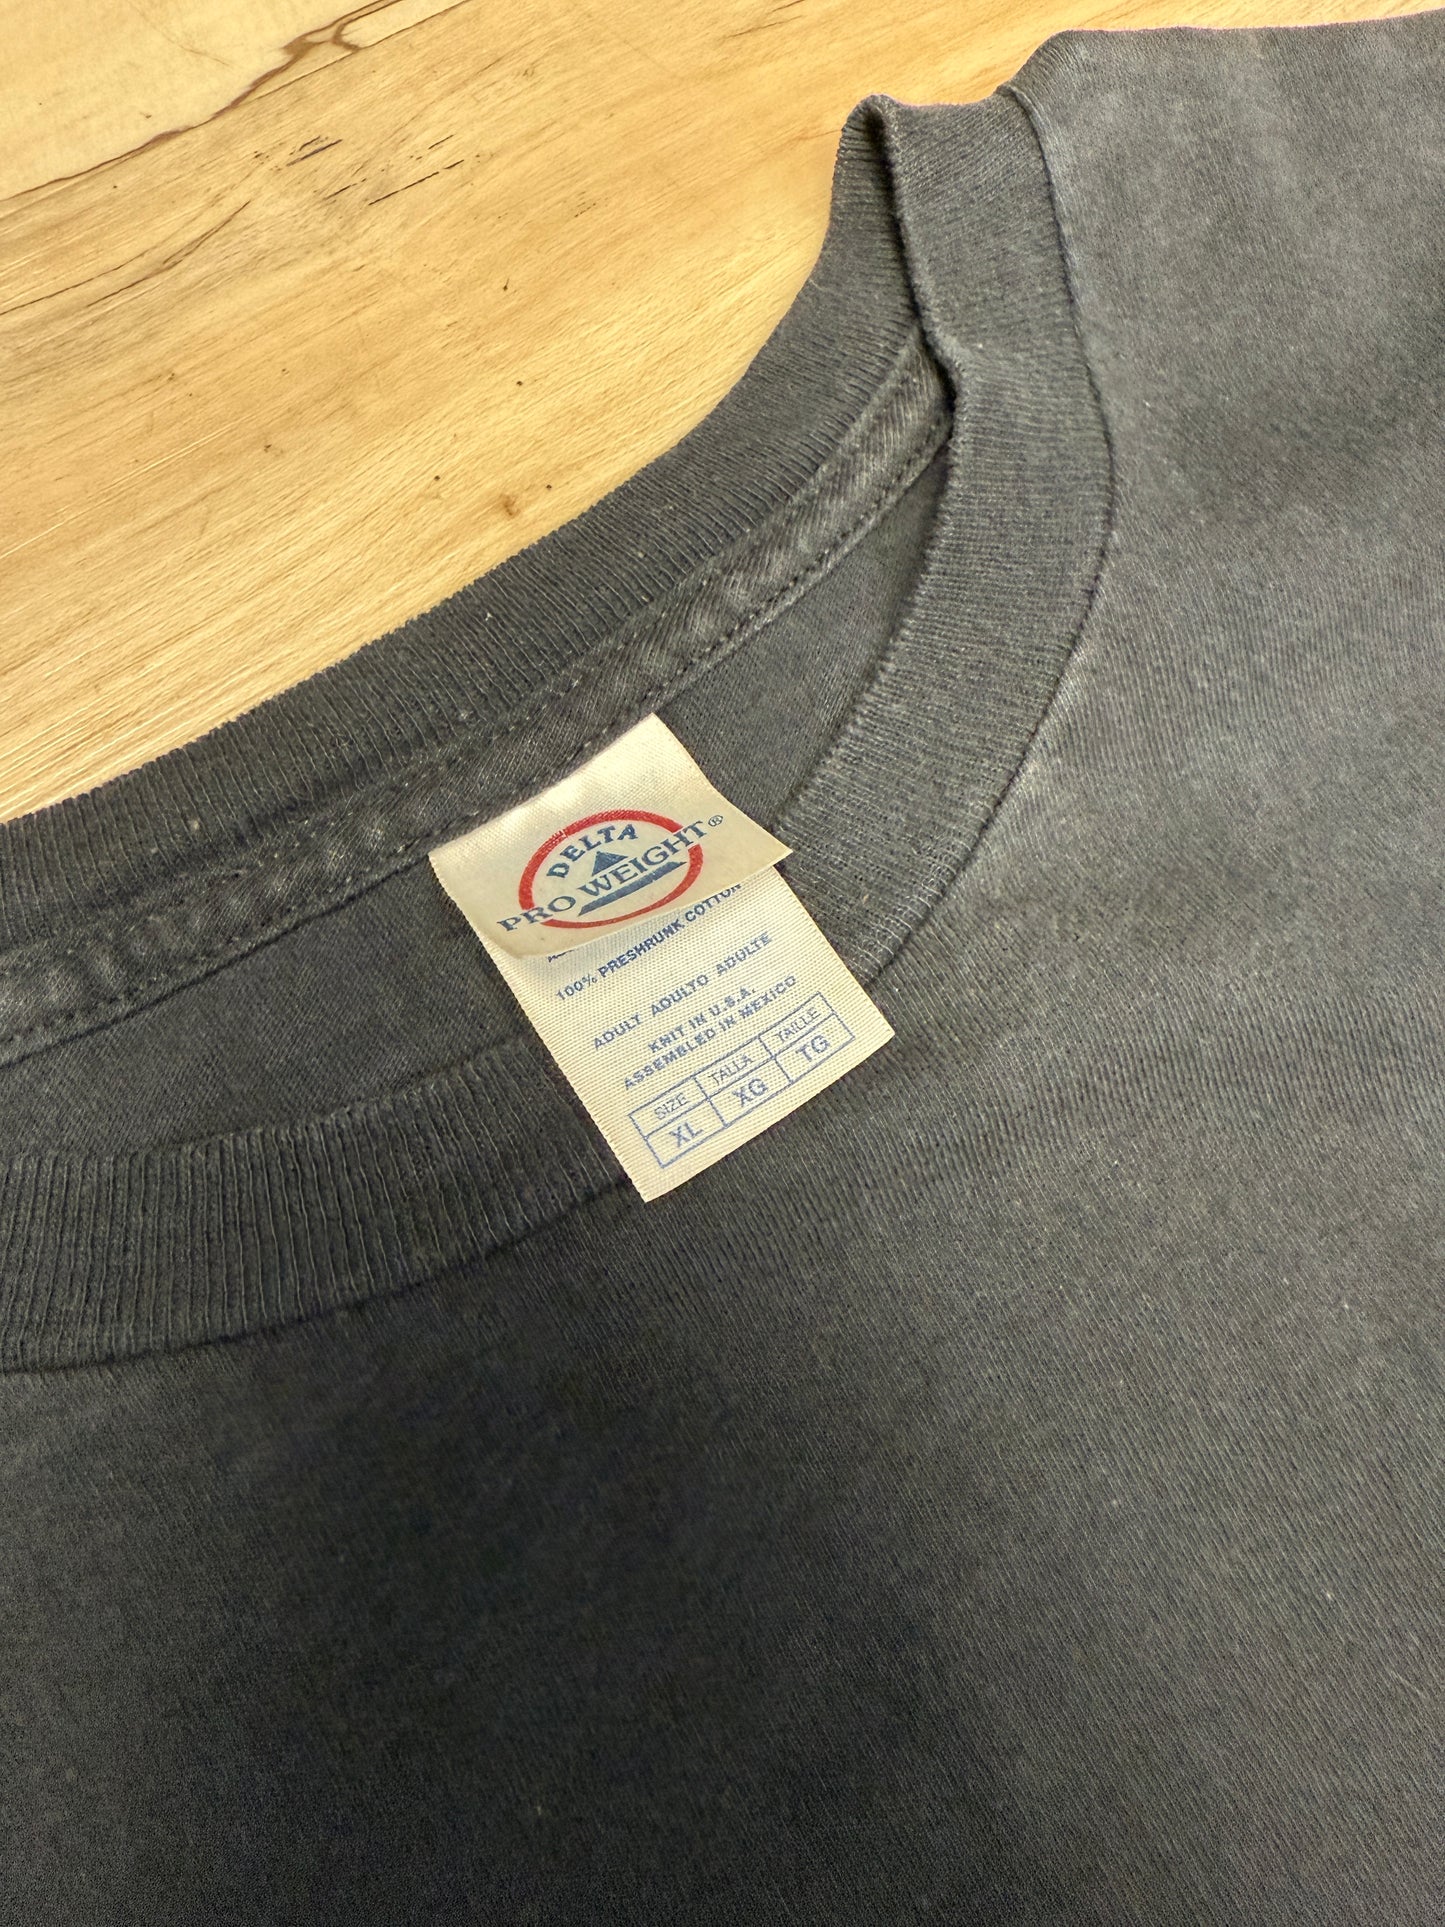 DELTA
PRO WEIGHT®
100% PRESHRUNK COTTON
ADULT ADULTO ADULTE
KNIT IN U.S.A.
ASSEMBLED IN MEXICO
SIZE TALLA TAILLE
XL XG TG